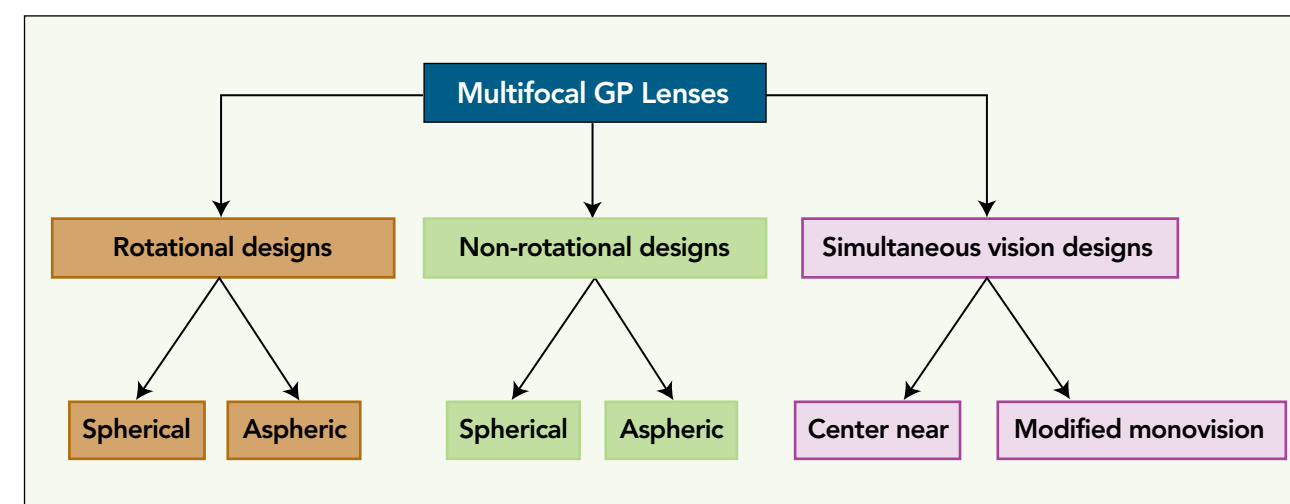 Multifocal GP Lenses
Rotational designs
Non-rotational designs
Simultaneous vision designs
Spherical
Aspheric
Spherical
Aspheric
Center near
Modified monovision